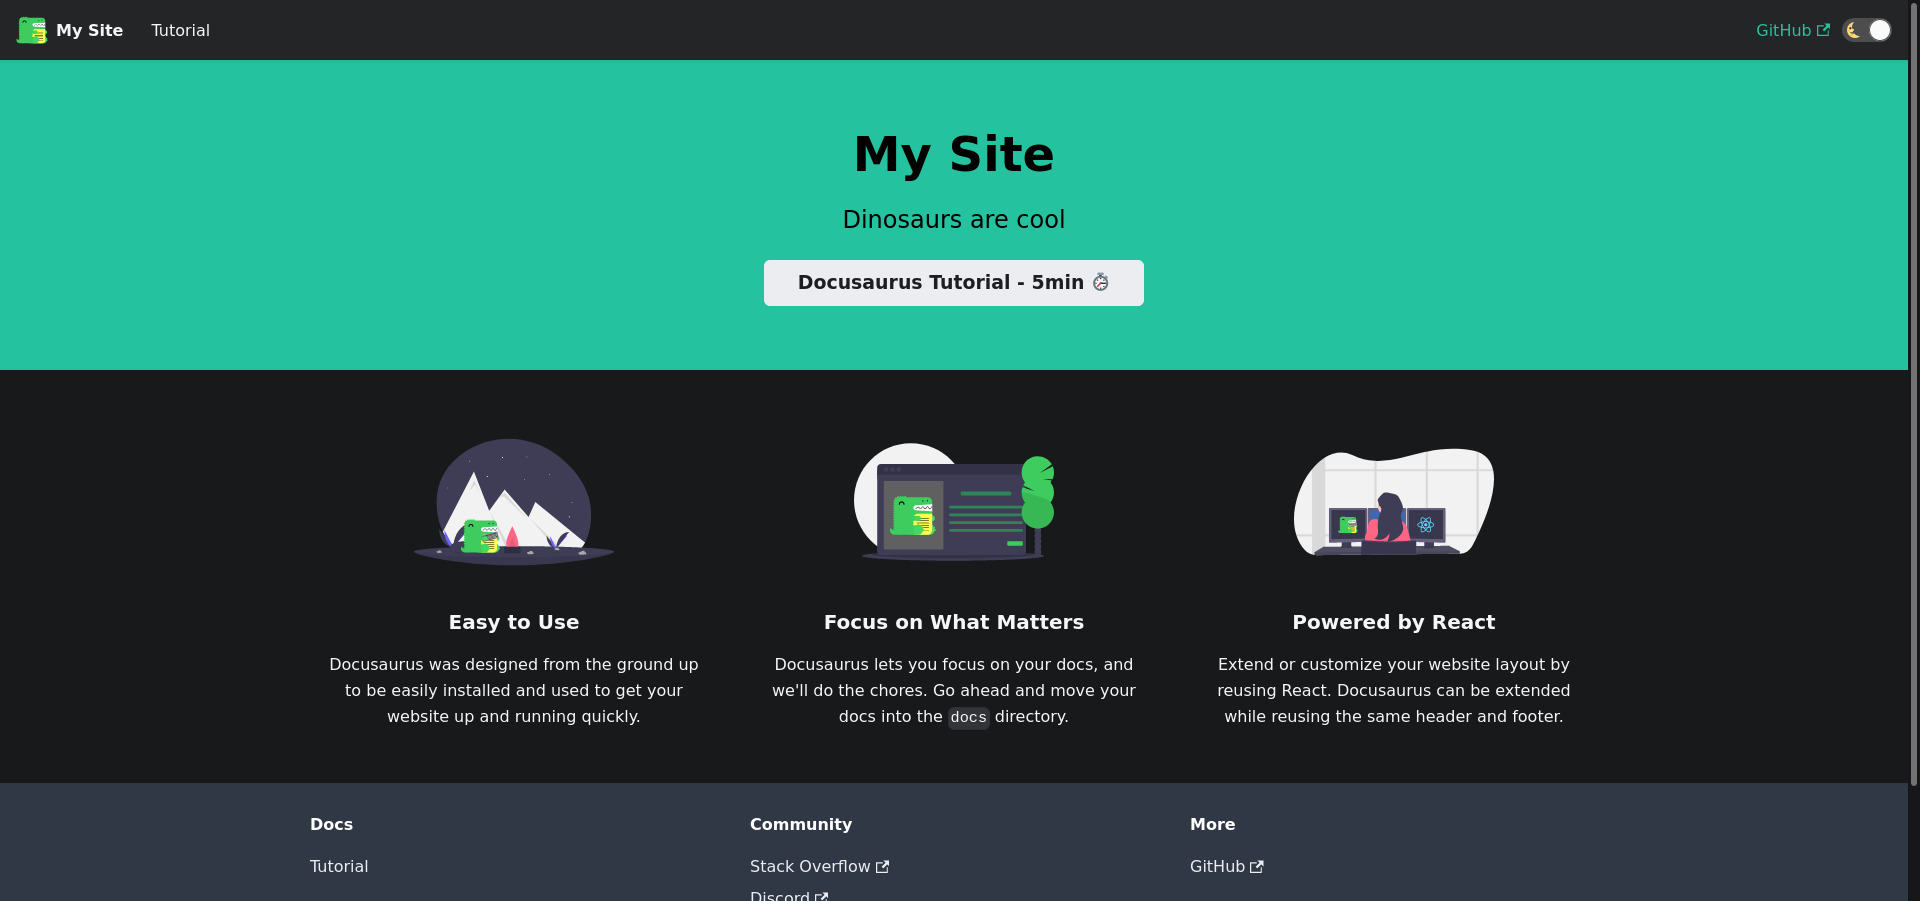 My Site
Tutorial
GitHub
My Site
Dinosaurs are cool
Docusaurus Tutorial - 5min ⏱️
Easy to Use
Docusaurus was designed from the ground up
to be easily installed and used to get your
website up and running quickly.
Focus on What Matters
Docusaurus lets you focus on your docs, and
we'll do the chores. Go ahead and move your
docs into the docs directory.
Powered by React
Extend or customize your website layout by
reusing React. Docusaurus can be extended
while reusing the same header and footer.
Docs
Tutorial
Community
Stack Overflow
Discord
More
GitHub